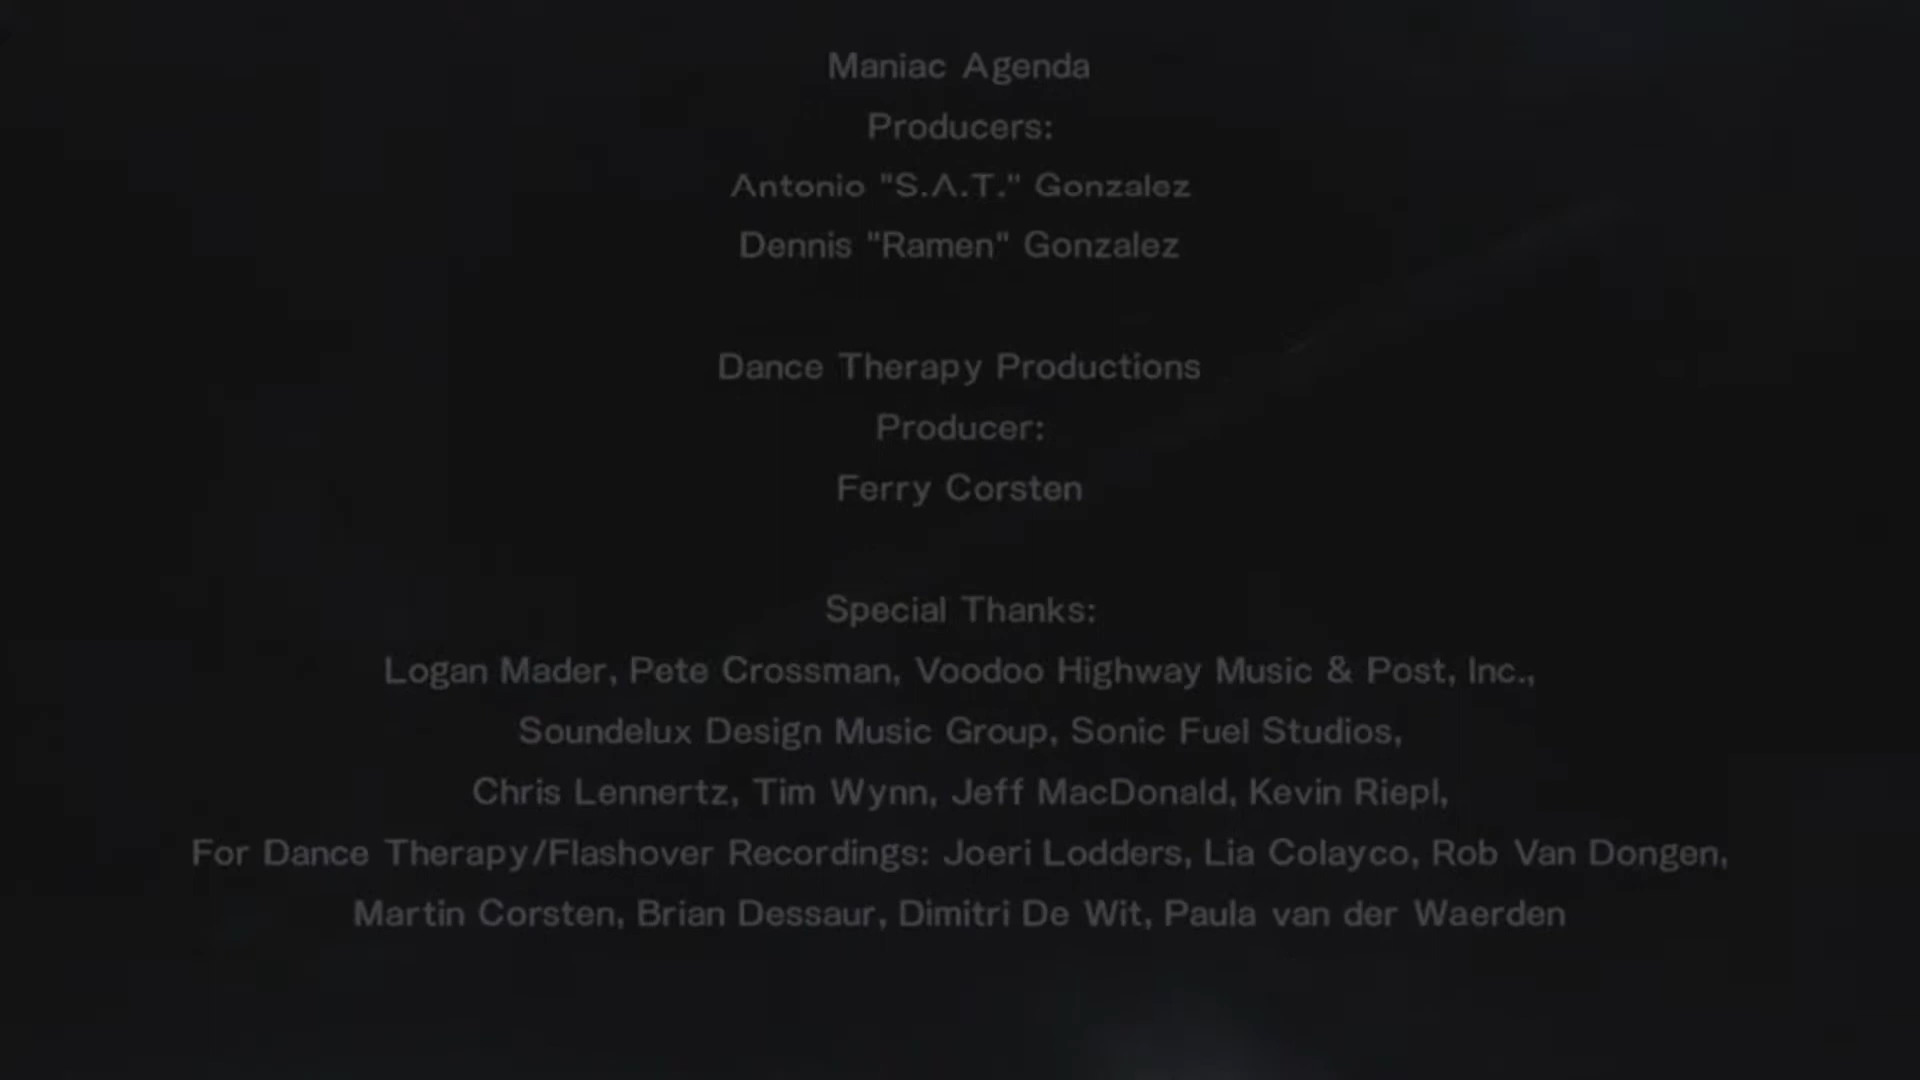 Maniac Agenda
Producers:
Antonio "S.A.T." Gonzalez
Dennis "Ramen" Gonzalez
Dance Therapy Productions
Producer:
Ferry Corsten
Special Thanks:
Logan Mader, Pete Crossman, Voodoo Highway Music & Post, Inc.,
Soundelux Design Music Group, Sonic Fuel Studios,
Chris Lennertz, Tim Wynn, Jeff MacDonald, Kevin Riepl,
For Dance Therapy/Flashover Recordings: Joeri Lodders, Lia Colayco, Rob Van Dongen,
Martin Corsten, Brian Dessaur, Dimitri De Wit, Paula van der Waerden